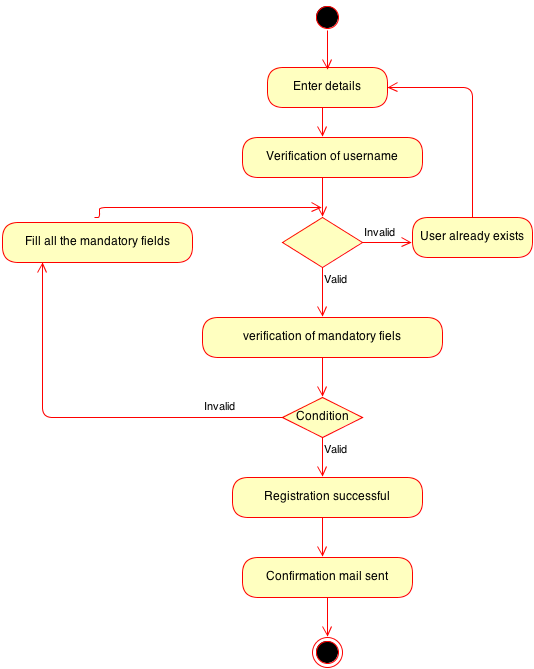 Enter details
Verification of username
Invalid
User already exists
Fill all the mandatory fields
Valid
verification of mandatory fiels
Invalid
Condition
Valid
Registration successful
Confirmation mail sent